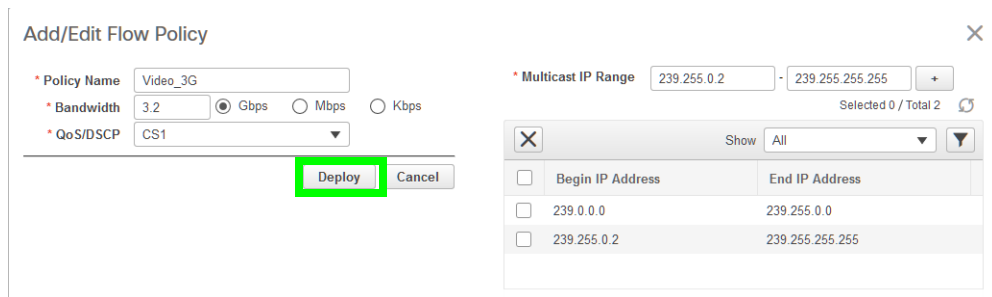 Add/Edit Flow Policy
* Policy Name Video_3G
* Bandwidth 3.2 Gbps Mbps Kbps
* QoS/DSCP CS1
Deploy Cancel
* Multicast IP Range 239.255.0.2 - 239.255.255.255 +
Selected 0 / Total 2
Show All
Begin IP Address End IP Address
239.0.0.0 239.255.0.0
239.255.0.2 239.255.255.255